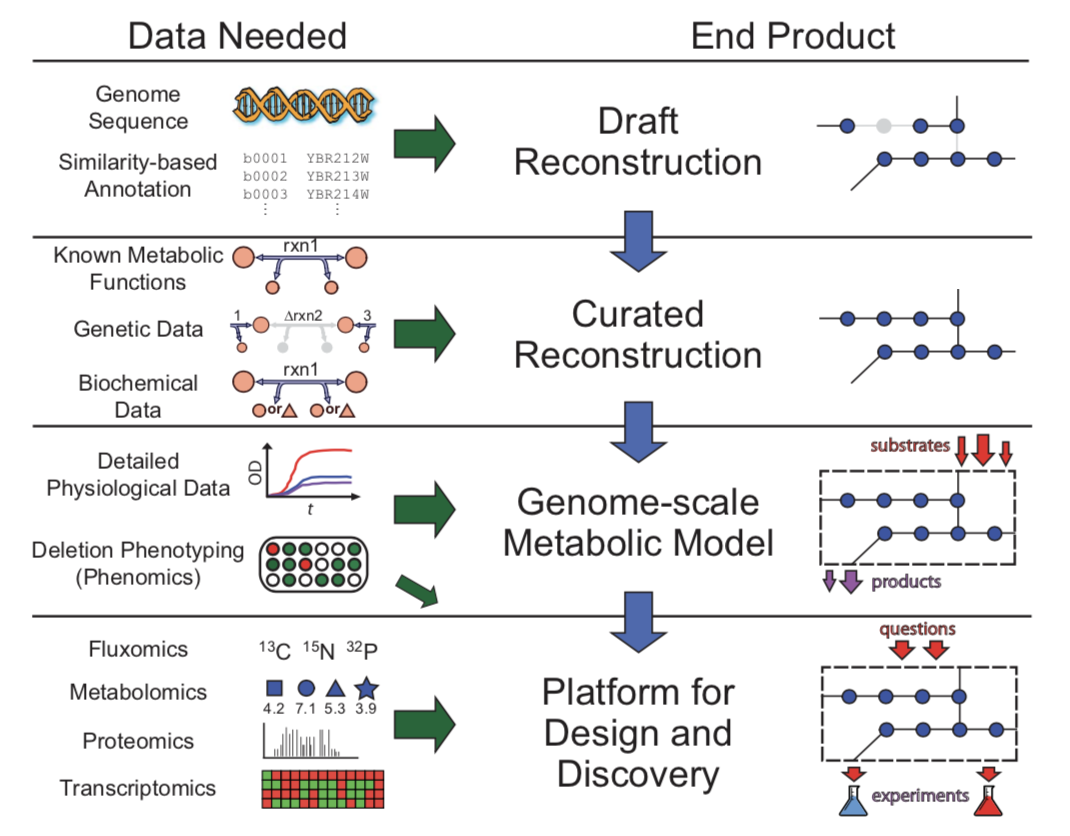 Data Needed
End Product
Genome
Sequence
Similarity-based
Annotation
b0001 YBR212W
b0002 YBR213W
b0003 YBR214W
⋮ ⋮
Draft
Reconstruction
Known Metabolic
Functions
rxn1
Genetic Data
1 Δrxn2 3
Biochemical
Data
rxn1
or or
Curated
Reconstruction
Detailed
Physiological Data
OD
t
Deletion Phenotyping
(Phenomics)
Genome-scale
Metabolic Model
substrates
products
Fluxomics
¹³C ¹⁵N ³²P
Metabolomics
4.2 7.1 5.3 3.9
Proteomics
Transcriptomics
Platform for
Design and
Discovery
questions
experiments